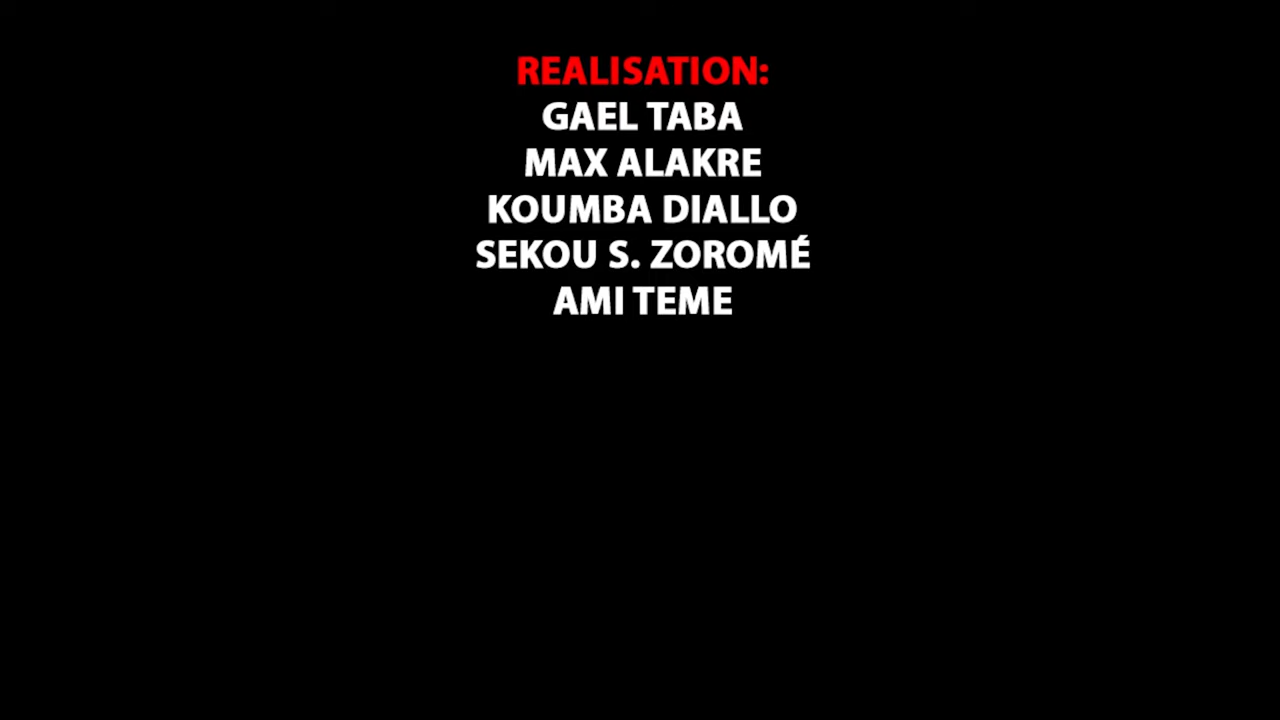 REALISATION:
GAEL TABA
MAX ALAKRE
KOUMBA DIALLO
SEKOU S. ZOROMÉ
AMI TEME